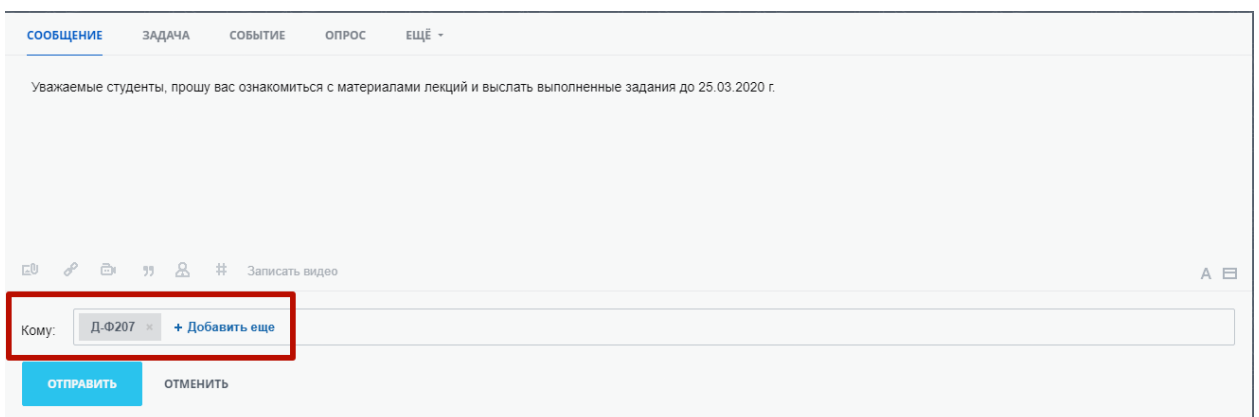 СООБЩЕНИЕ ЗАДАЧА СОБЫТИЕ ОПРОС ЕЩЁ
Уважаемые студенты, прошу вас ознакомиться с материалами лекций и выслать выполненные задания до 25.03.2020 г.
Записать видео A
Кому: Д-Ф207 × + Добавить еще
ОТПРАВИТЬ ОТМЕНИТЬ